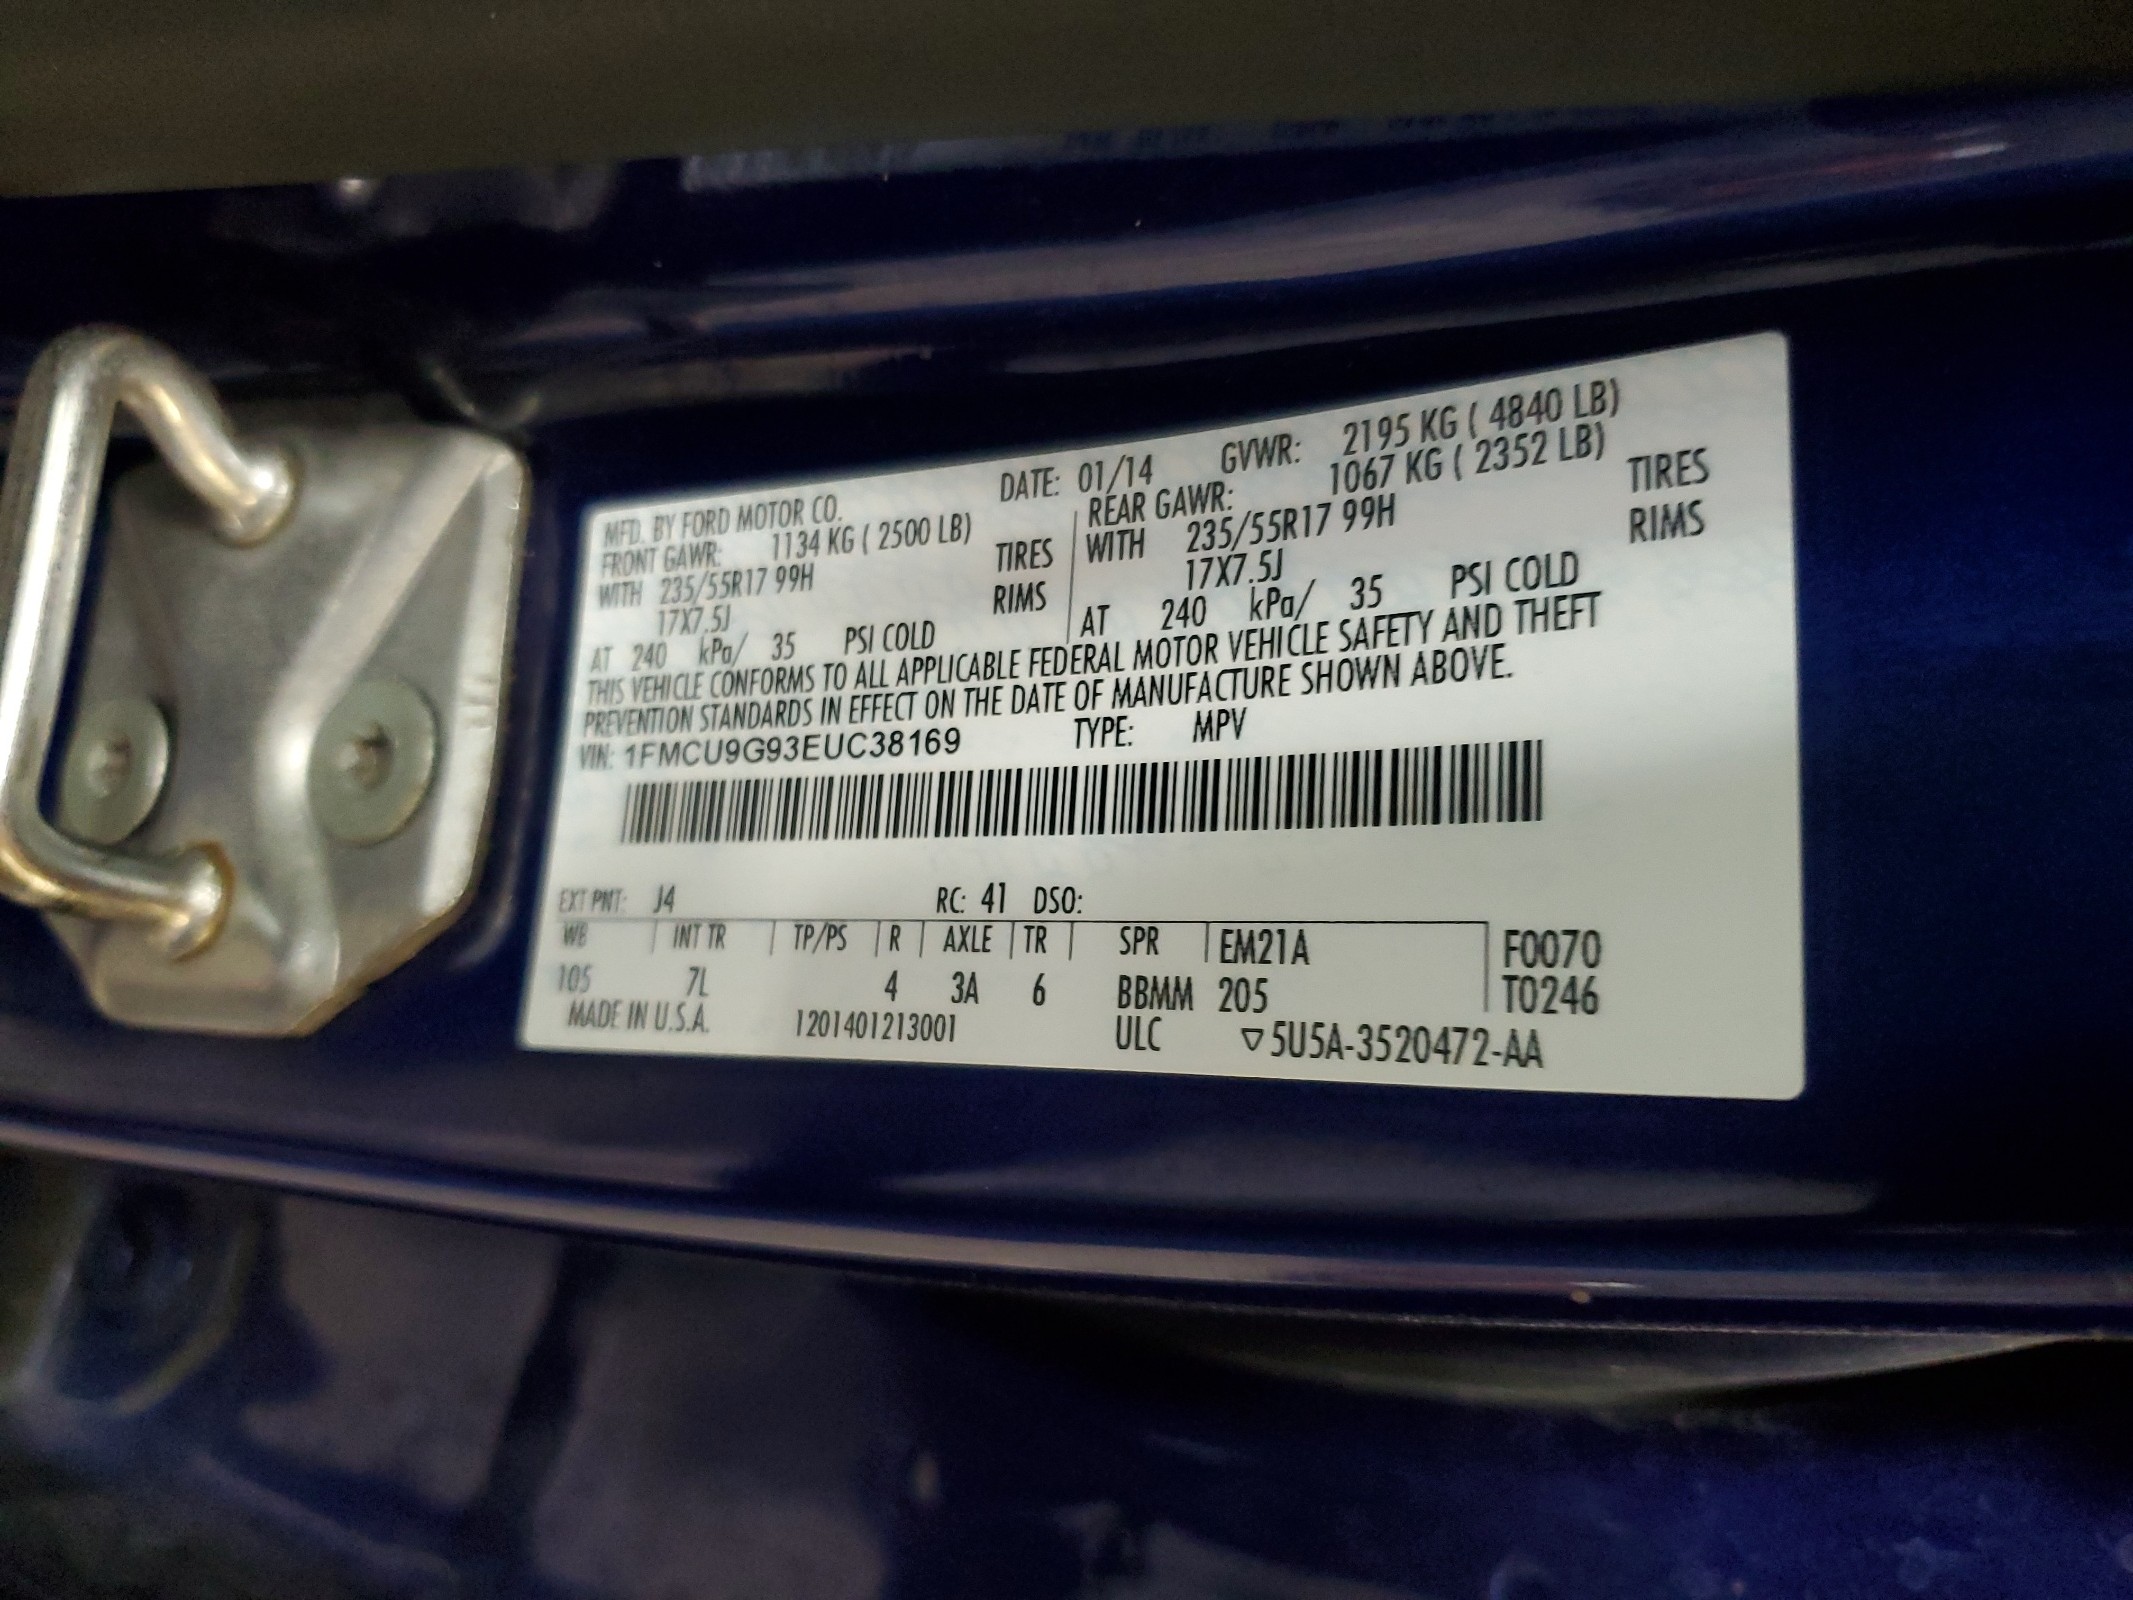 MFD. BY FORD MOTOR CO. DATE: 01/14 GVWR: 2195 KG ( 4840 LB)
FRONT GAWR: 1134 KG ( 2500 LB) REAR GAWR: 1067 KG ( 2352 LB)
WITH 235/55R17 99H TIRES WITH 235/55R17 99H TIRES
17X7.5J RIMS 17X7.5J RIMS
AT 240 kPa/ 35 PSI COLD AT 240 kPa/ 35 PSI COLD
THIS VEHICLE CONFORMS TO ALL APPLICABLE FEDERAL MOTOR VEHICLE SAFETY AND THEFT
PREVENTION STANDARDS IN EFFECT ON THE DATE OF MANUFACTURE SHOWN ABOVE.
VIN: 1FMCU9G93EUC38169 TYPE: MPV
EXT PNT: J4 RC: 41 DSO:
WB INT TR TP/PS R AXLE TR SPR EM21A F0070
105 7L 4 3A 6 BBMM 205 T0246
MADE IN U.S.A. 1201401213001 ULC ▽5U5A-3520472-AA